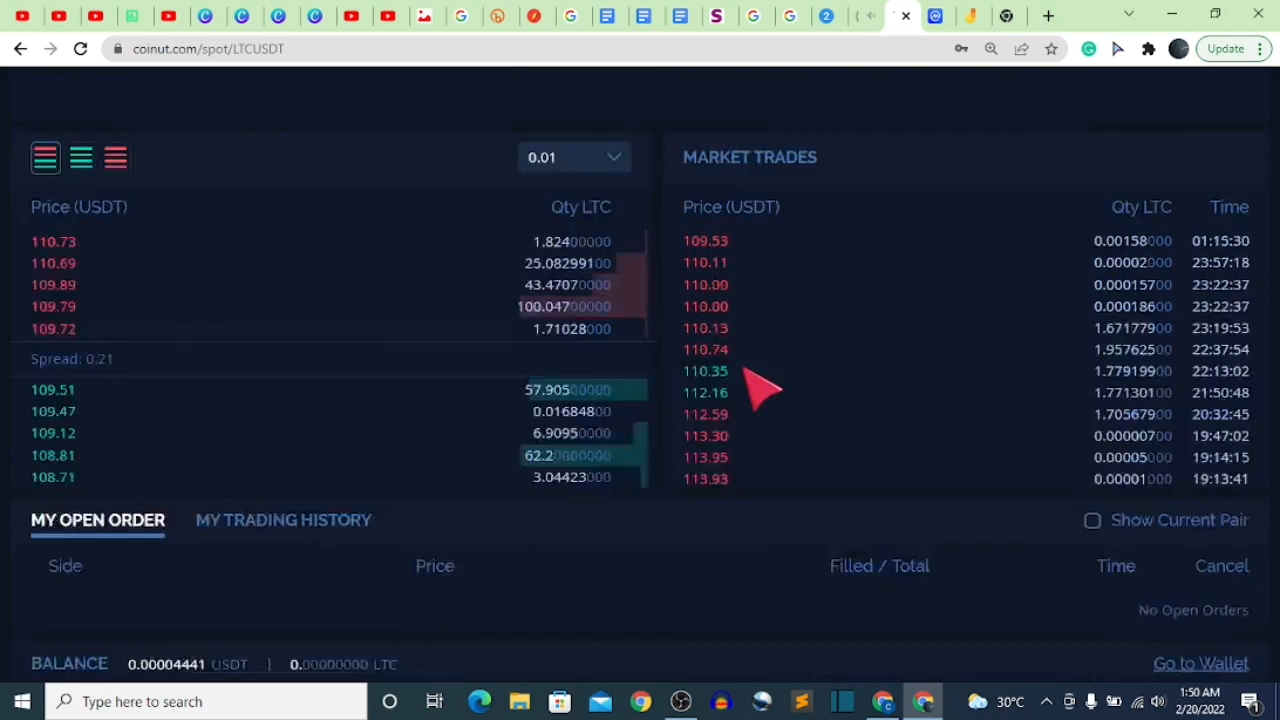 coinut.com/spot/LTCUSDT
Update
0.01
Price (USDT) Qty LTC
110.73 1.82400000
110.69 25.08299100
109.89 43.47070000
109.79 100.04700000
109.72 1.71028000
Spread: 0.21
109.51 57.90500000
109.47 0.01684800
109.12 6.90950000
108.81 62.20000000
108.71 3.04423000
MARKET TRADES
Price (USDT) Qty LTC Time
109.53 0.00158000 01:15:30
110.11 0.00002000 23:57:18
110.00 0.00015700 23:22:37
110.00 0.00018600 23:22:37
110.13 1.67177900 23:19:53
110.74 1.95762500 22:37:54
110.35 1.77919900 22:13:02
112.16 1.77130100 21:50:48
112.59 1.70567900 20:32:45
113.30 0.00000700 19:47:02
113.95 0.00005000 19:14:15
113.93 0.00001000 19:13:41
MY OPEN ORDER MY TRADING HISTORY Show Current Pair
Side Price Filled / Total Time Cancel
No Open Orders
BALANCE 0.00004441 USDT | 0.00000000 LTC Go to Wallet
Type here to search 30°C 1:50 AM
2/20/2022